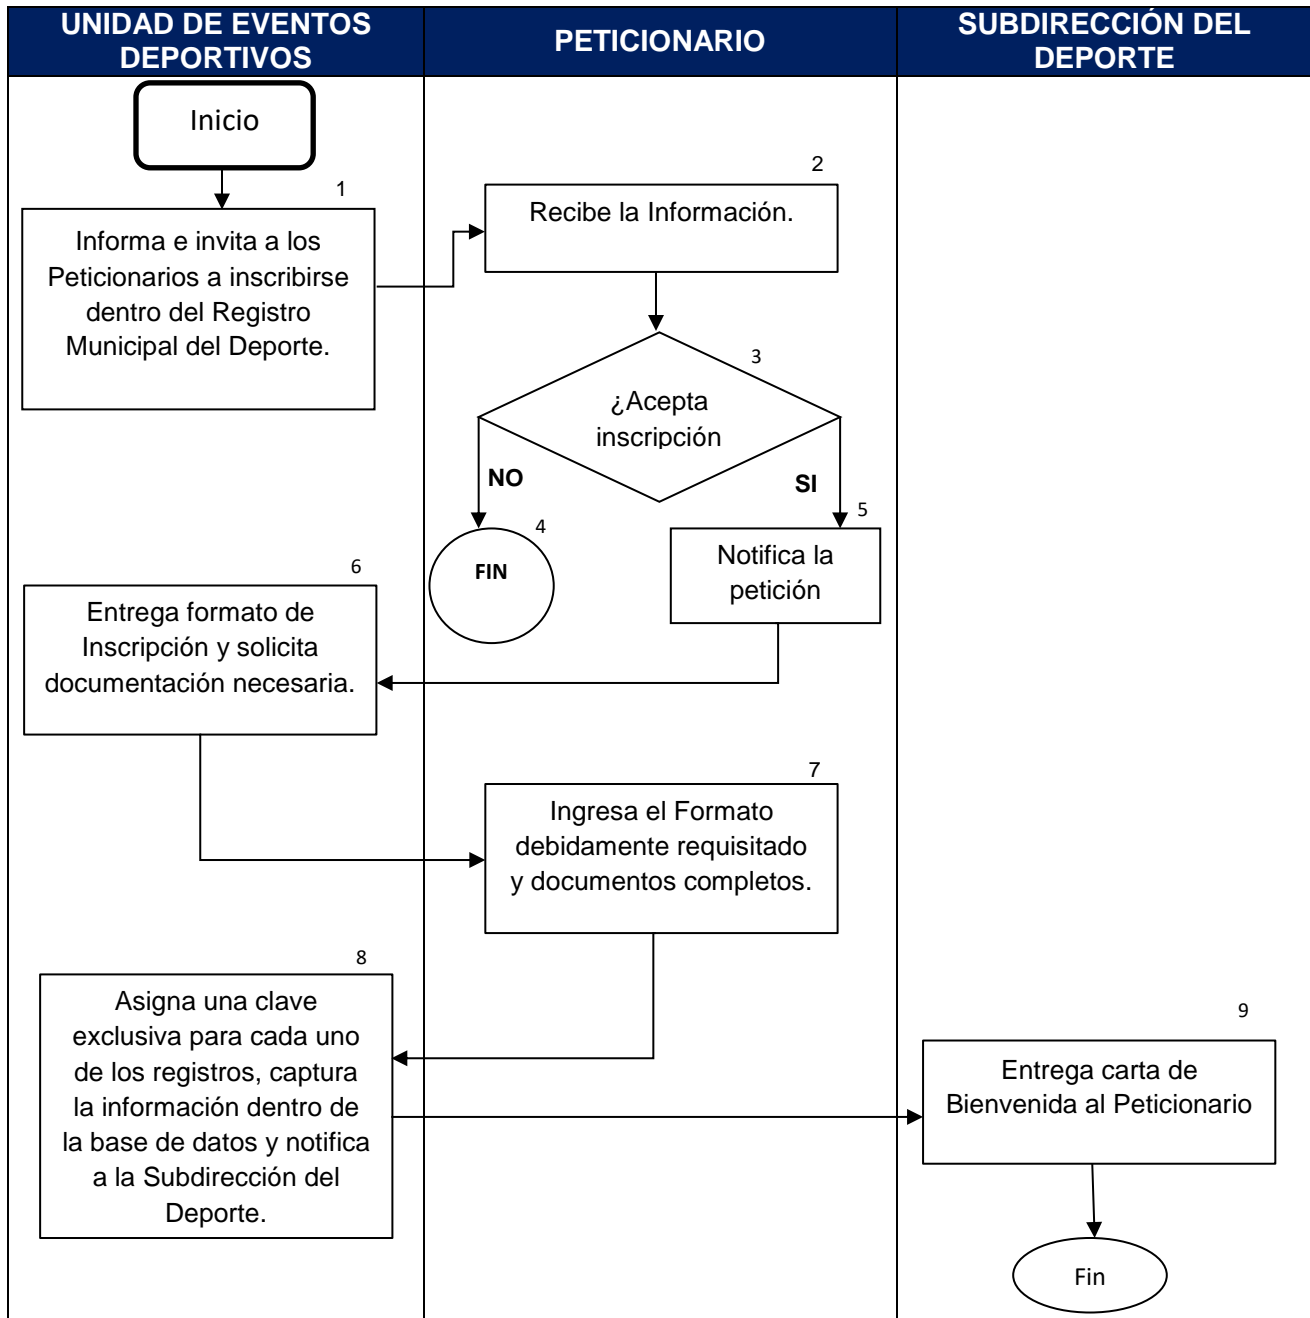 UNIDAD DE EVENTOS
DEPORTIVOS
PETICIONARIO
SUBDIRECCIÓN DEL
DEPORTE
Inicio
1
Informa e invita a los
Peticionarios a inscribirse
dentro del Registro
Municipal del Deporte.
2
Recibe la Información.
3
¿Acepta
inscripción
NO
SI
4
FIN
5
Notifica la
petición
6
Entrega formato de
Inscripción y solicita
documentación necesaria.
7
Ingresa el Formato
debidamente requisitado
y documentos completos.
8
Asigna una clave
exclusiva para cada uno
de los registros, captura
la información dentro de
la base de datos y notifica
a la Subdirección del
Deporte.
9
Entrega carta de
Bienvenida al Peticionario
Fin